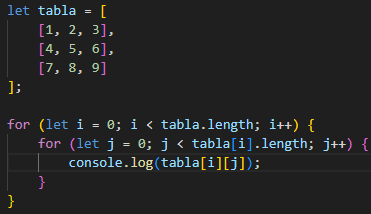 let tabla = [
    [1, 2, 3],
    [4, 5, 6],
    [7, 8, 9]
];

for (let i = 0; i < tabla.length; i++) {
    for (let j = 0; j < tabla[i].length; j++) {
        console.log(tabla[i][j]);
    }
}